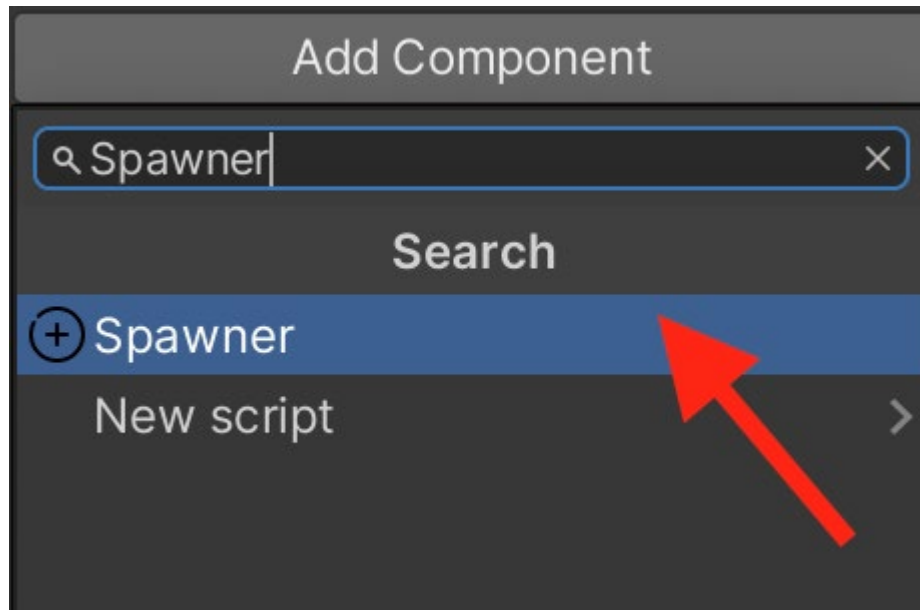 Add Component
Spawner
Search
Spawner
New script